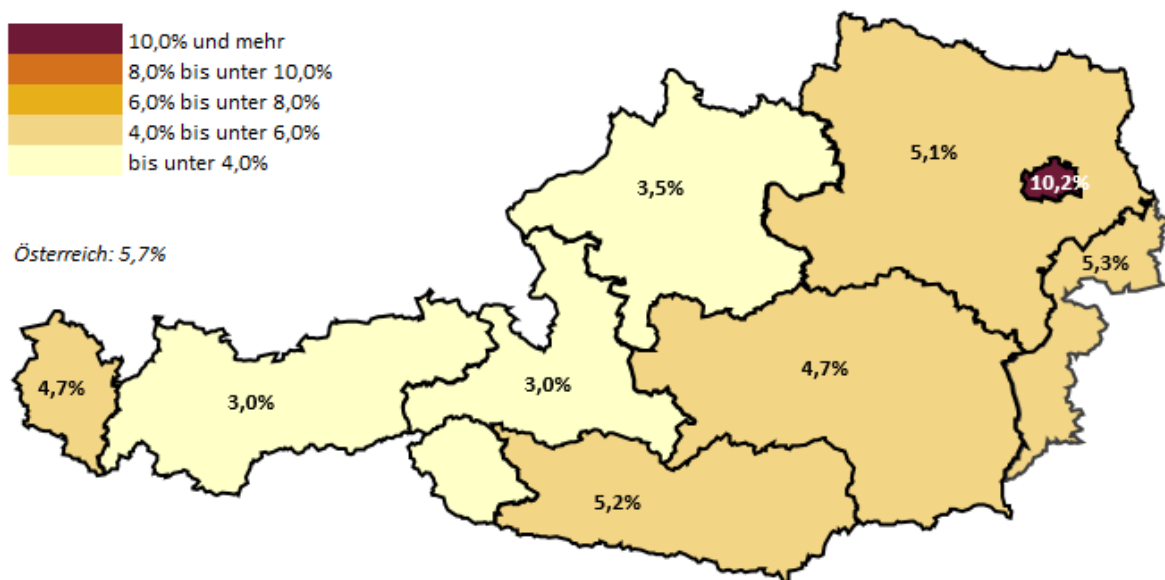 10,0% und mehr
8,0% bis unter 10,0%
6,0% bis unter 8,0%
4,0% bis unter 6,0%
bis unter 4,0%
Österreich: 5,7%
5,1%
10,2%
3,5%
5,3%
4,7%
3,0%
3,0%
4,7%
5,2%